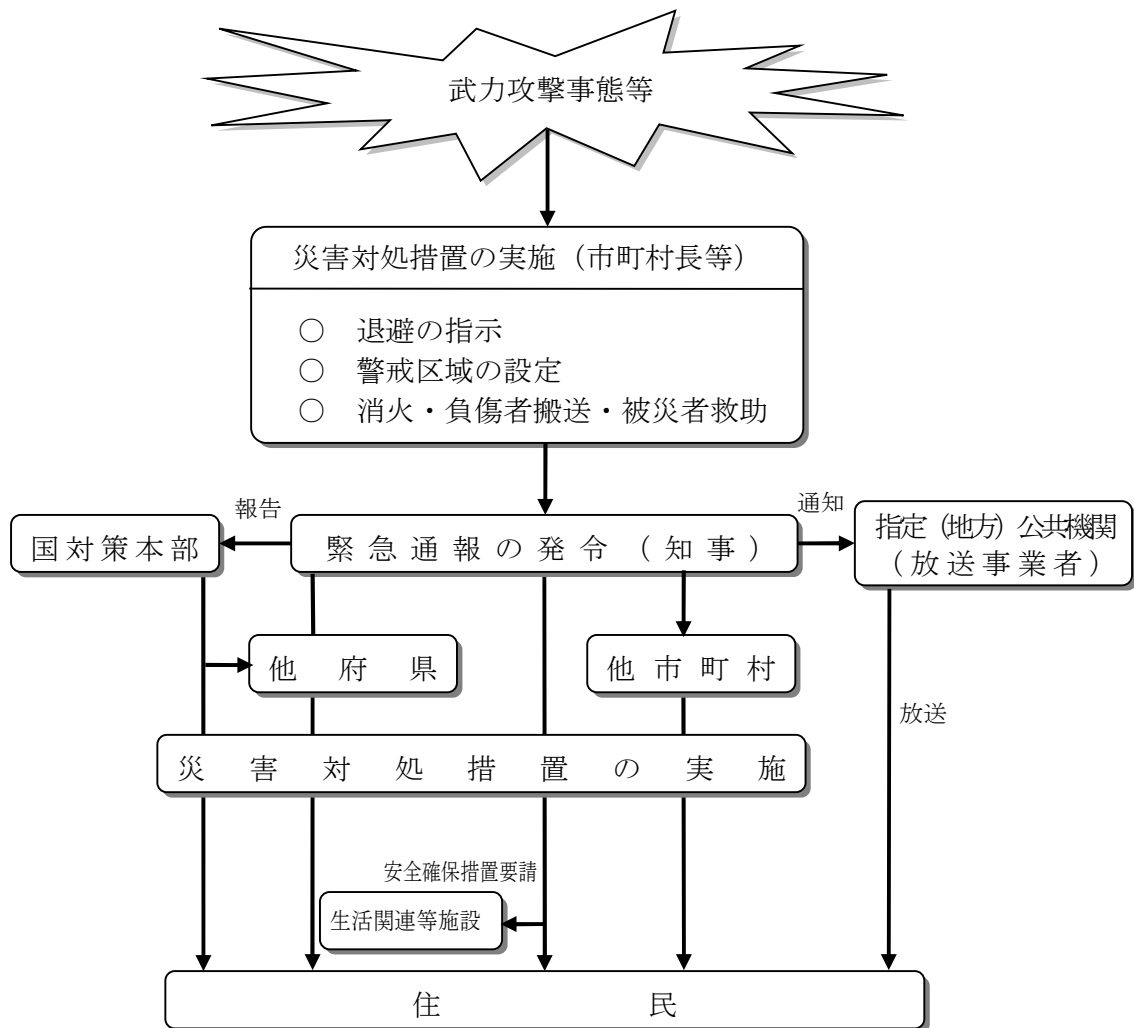 武力攻撃事態等
災害対処措置の実施（市町村長等）
○ 退避の指示
○ 警戒区域の設定
○ 消火・負傷者搬送・被災者救助
報告
通知
国対策本部
緊急通報の発令（知事）
指定（地方）公共機関
（放送事業者）
他府県
他市町村
放送
災害対処措置の実施
安全確保措置要請
生活関連等施設
住民